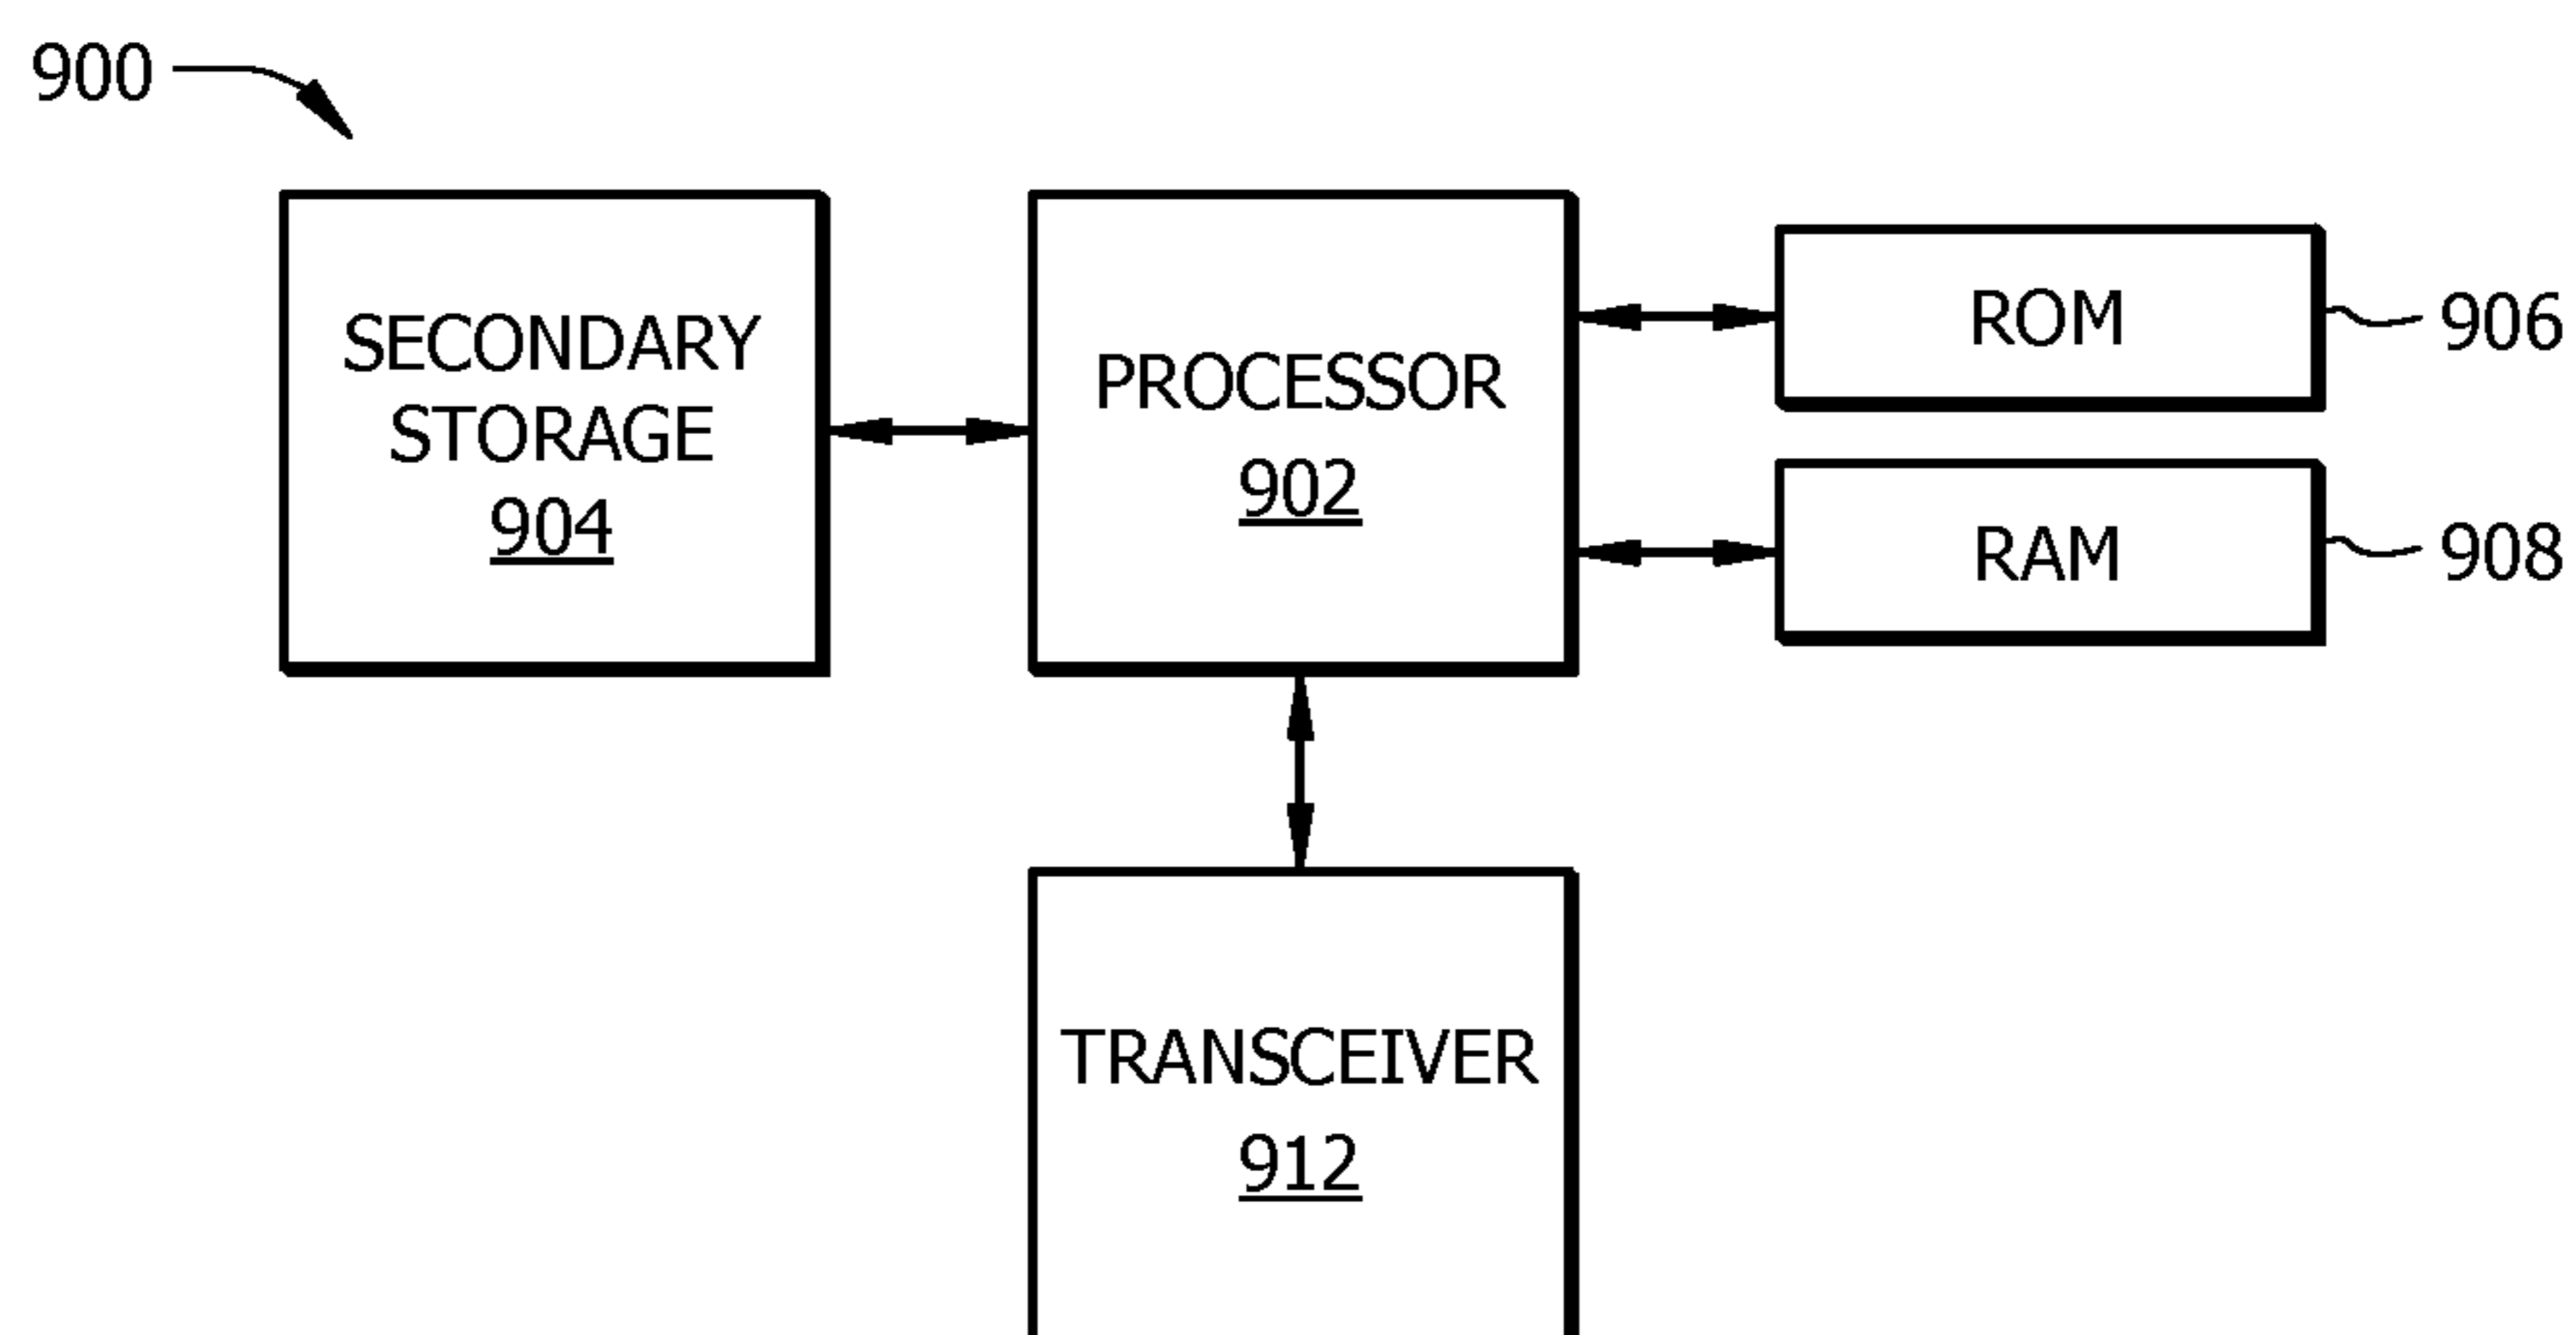 900
SECONDARY
STORAGE
904
PROCESSOR
902
ROM
906
RAM
908
TRANSCEIVER
912